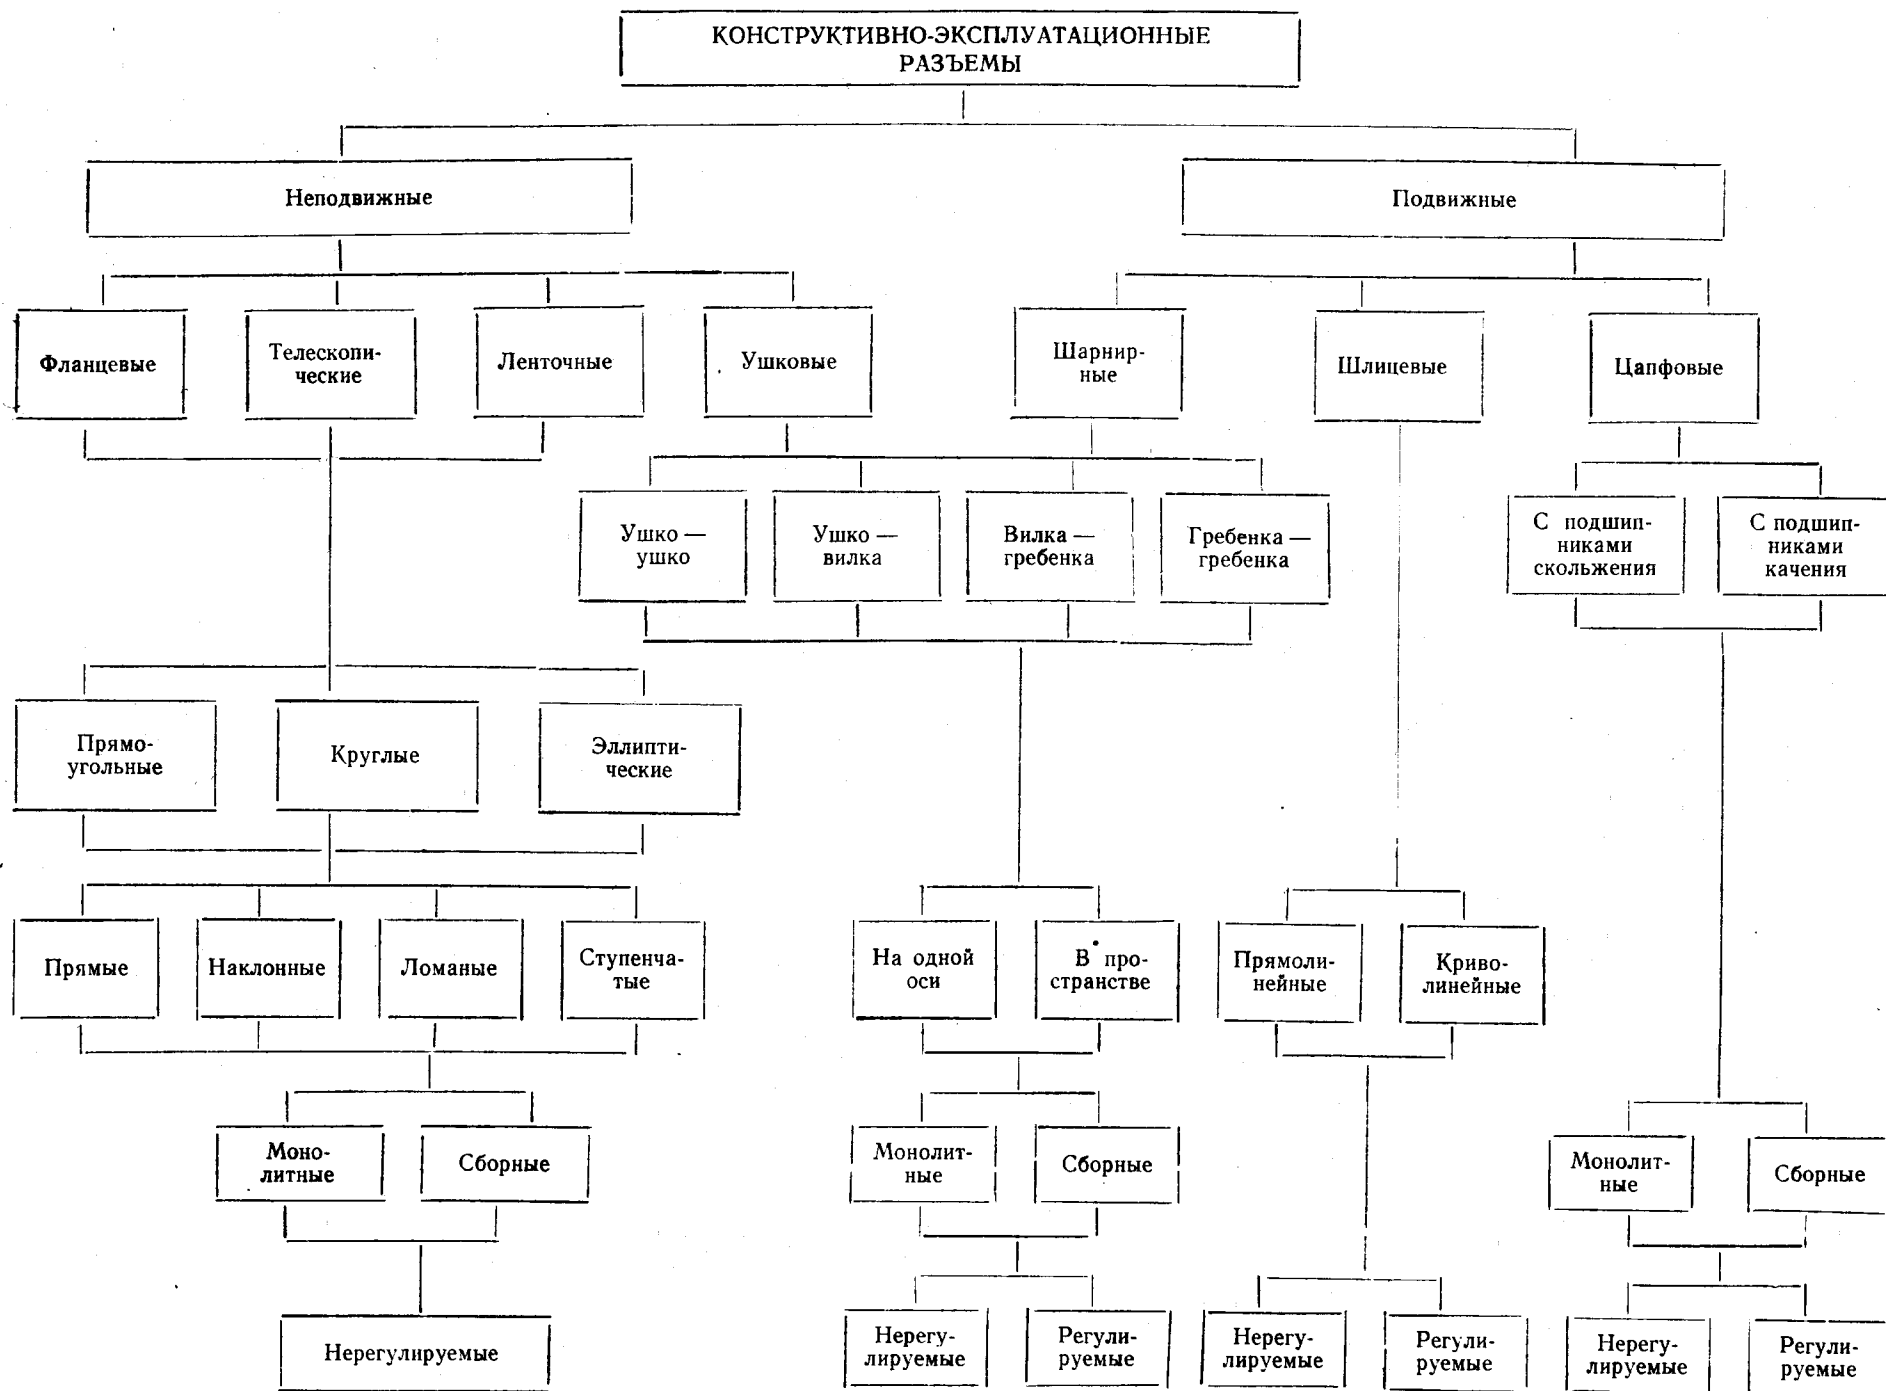 КОНСТРУКТИВНО-ЭКСПЛУАТАЦИОННЫЕ
РАЗЪЕМЫ
Неподвижные
Подвижные
Фланцевые
Телескопи-
ческие
Ленточные
Ушковые
Шарнир-
ные
Шлицевые
Цапфовые
Ушко —
ушко
Ушко —
вилка
Вилка —
гребенка
Гребенка —
гребенка
С подшип-
никами
скольжения
С подшип-
никами
качения
Прямо-
угольные
Круглые
Эллипти-
ческие
Прямые
Наклонные
Ломаные
Ступенча-
тые
На одной
оси
В про-
странстве
Прямоли-
нейные
Криво-
линейные
Моно-
литные
Сборные
Монолит-
ные
Сборные
Монолит-
ные
Сборные
Нерегулируемые
Нерегу-
лируемые
Регули-
руемые
Нерегу-
лируемые
Регули-
руемые
Нерегу-
лируемые
Регули-
руемые